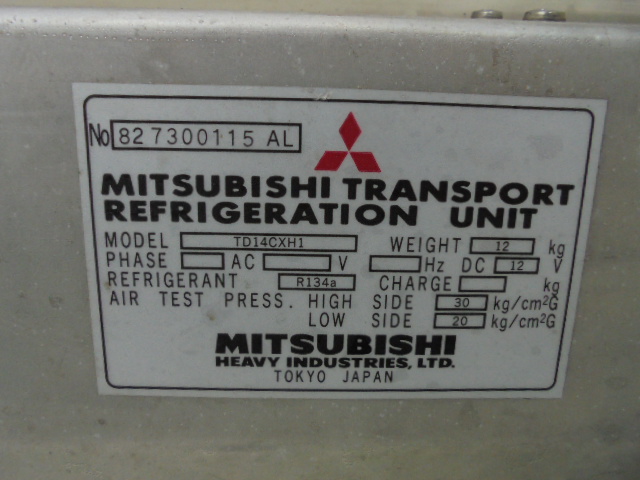 No 827300115 AL
MITSUBISHI TRANSPORT
REFRIGERATION UNIT
MODEL TD14CXH1 WEIGHT 12 kg
PHASE AC V Hz DC 12 V
REFRIGERANT R134a CHARGE kg
AIR TEST PRESS. HIGH SIDE 30 kg/cm²G
LOW SIDE 20 kg/cm²G
MITSUBISHI
HEAVY INDUSTRIES, LTD.
TOKYO JAPAN